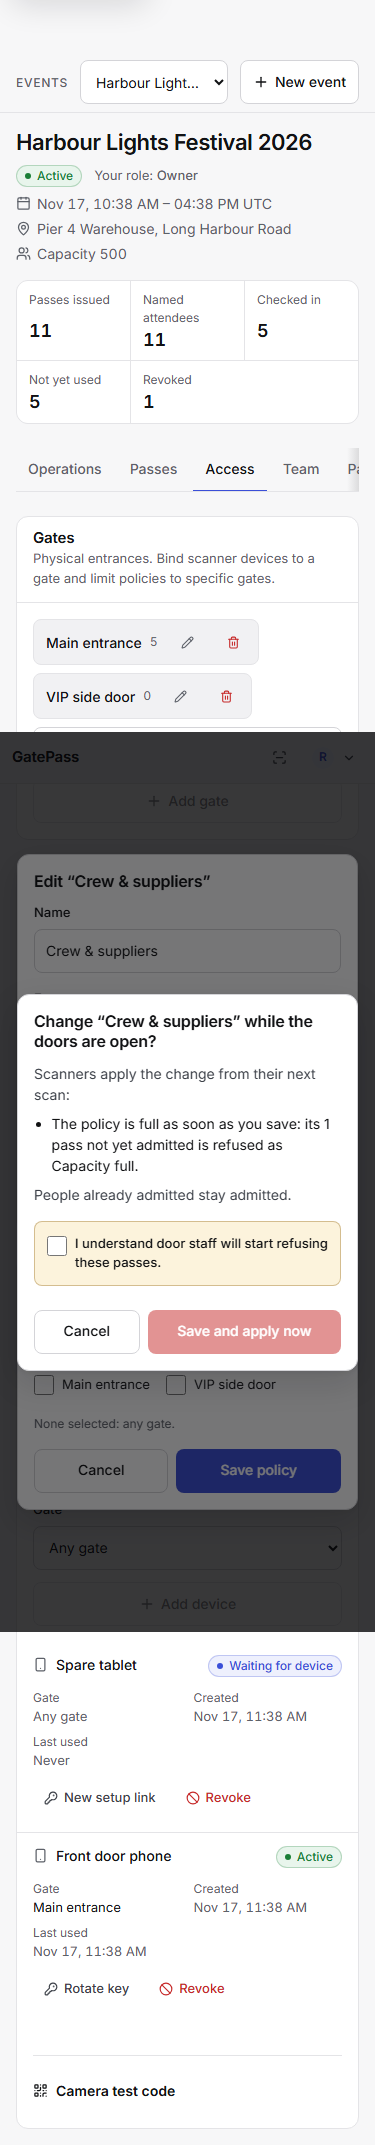 EVENTS
Harbour Light...
New event
Harbour Lights Festival 2026
Active
Your role: Owner
Nov 17, 10:38 AM – 04:38 PM UTC
Pier 4 Warehouse, Long Harbour Road
Capacity 500
Passes issued
11
Named
attendees
11
Checked in
5
Not yet used
5
Revoked
1
Operations
Passes
Access
Team
Gates
Physical entrances. Bind scanner devices to a
gate and limit policies to specific gates.
Main entrance 5
VIP side door 0
GatePass
R
Add gate
Edit “Crew & suppliers”
Name
Crew & suppliers
Change “Crew & suppliers” while the
doors are open?
Scanners apply the change from their next
scan:
• The policy is full as soon as you save: its 1
pass not yet admitted is refused as
Capacity full.
People already admitted stay admitted.
I understand door staff will start refusing
these passes.
Cancel
Save and apply now
Main entrance
VIP side door
None selected: any gate.
Cancel
Save policy
Gate
Any gate
Add device
Spare tablet
Waiting for device
Gate
Any gate
Created
Nov 17, 11:38 AM
Last used
Never
New setup link
Revoke
Front door phone
Active
Gate
Main entrance
Created
Nov 17, 11:38 AM
Last used
Nov 17, 11:38 AM
Rotate key
Revoke
Camera test code